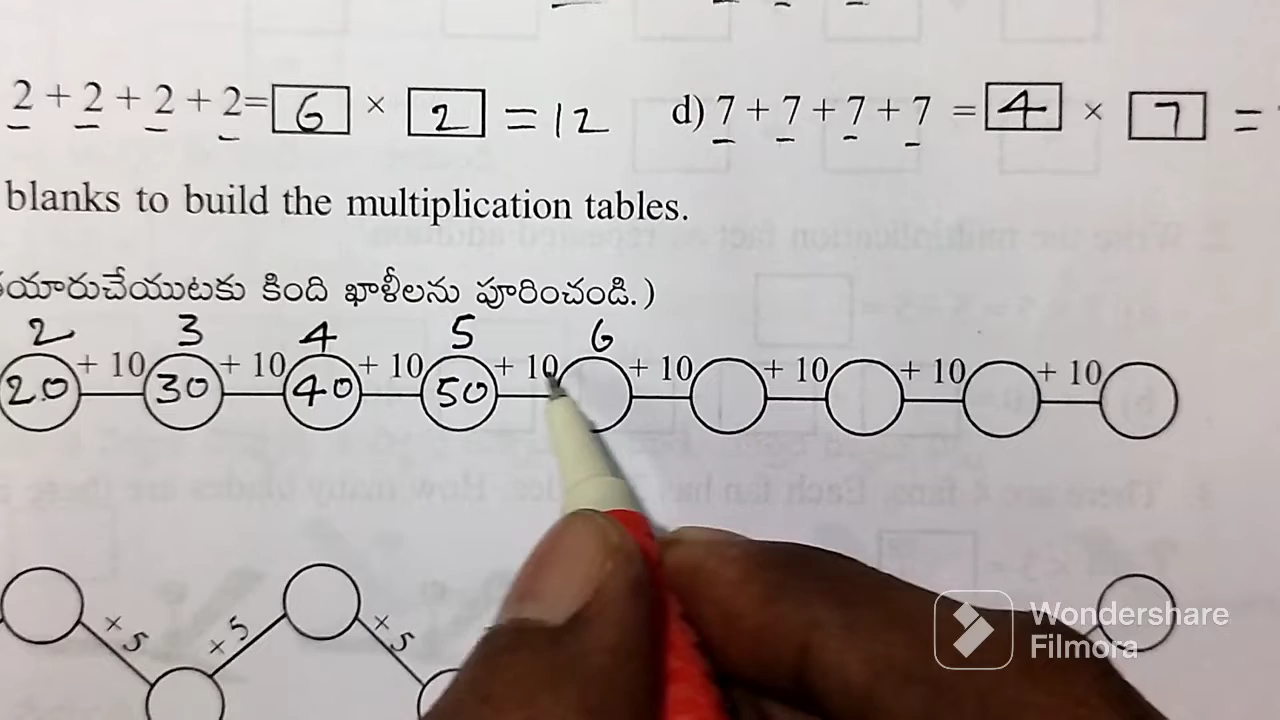 2 + 2 + 2 + 2= 6 × 2 = 12 d) 7 + 7 + 7 + 7 = 4 × 7 =
blanks to build the multiplication tables.
యారుచేయుటకు కింది ఖాళీలను పూరించండి.)
2 3 4 5 6
20 + 10 30 + 10 40 + 10 50 + 10 + 10 + 10 + 10 + 10
+ 5 + 5 + 5
Wondershare
Filmora